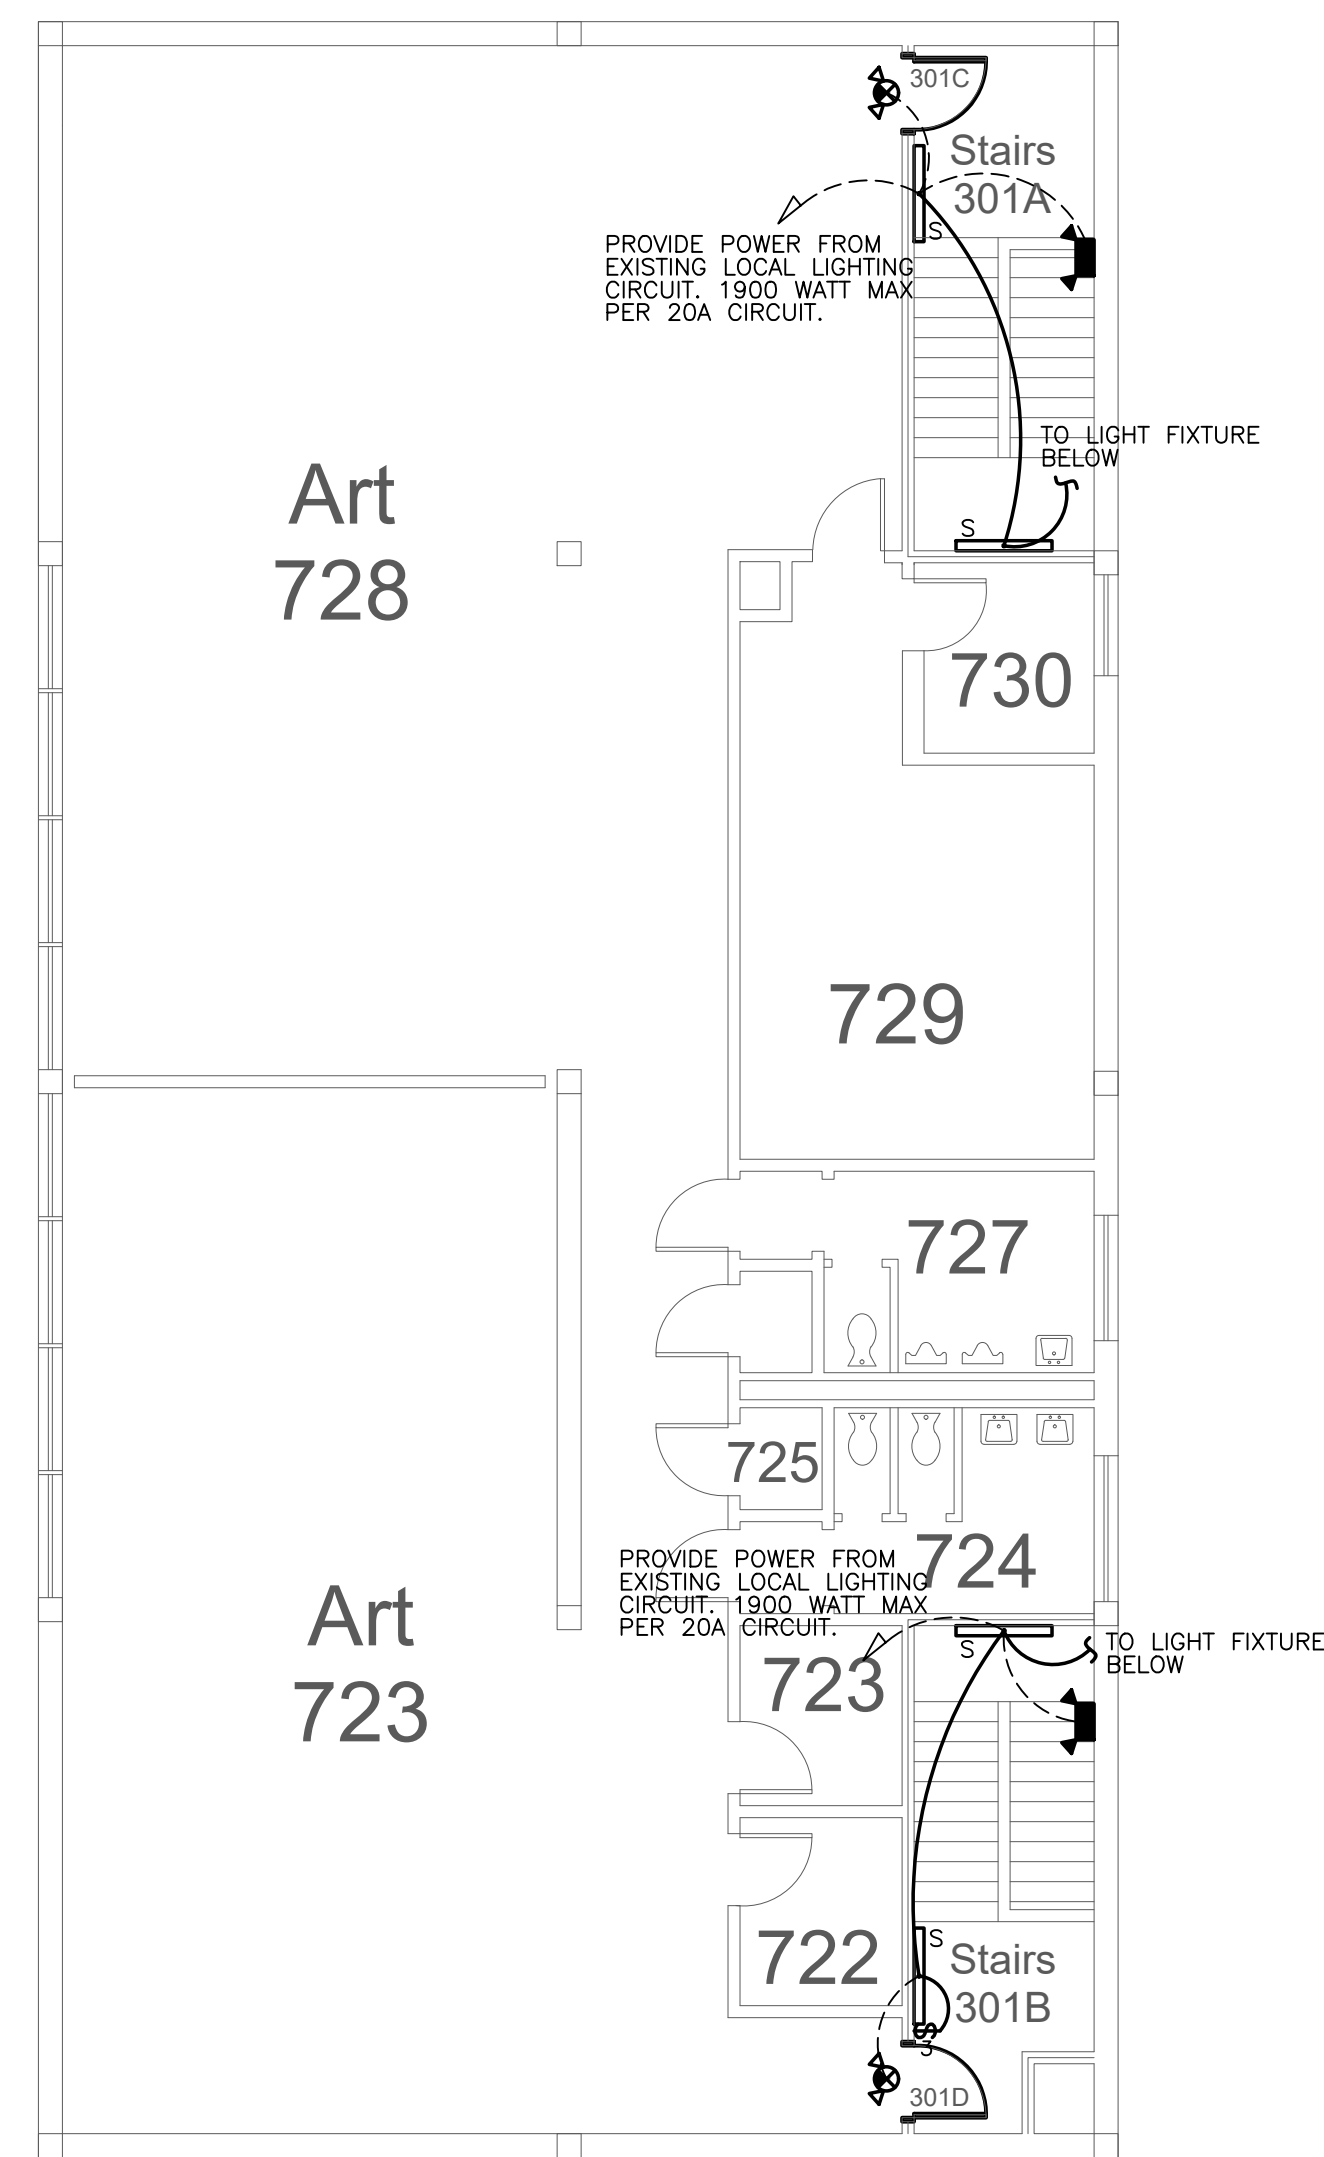 301C
Stairs
301A
S
PROVIDE POWER FROM
EXISTING LOCAL LIGHTING
CIRCUIT. 1900 WATT MAX
PER 20A CIRCUIT.
TO LIGHT FIXTURE
BELOW
S
Art
728
730
729
727
725
724
PROVIDE POWER FROM
EXISTING LOCAL LIGHTING
CIRCUIT. 1900 WATT MAX
PER 20A CIRCUIT.
S
TO LIGHT FIXTURE
BELOW
Art
723
723
722
S
Stairs
301B
$
3
301D